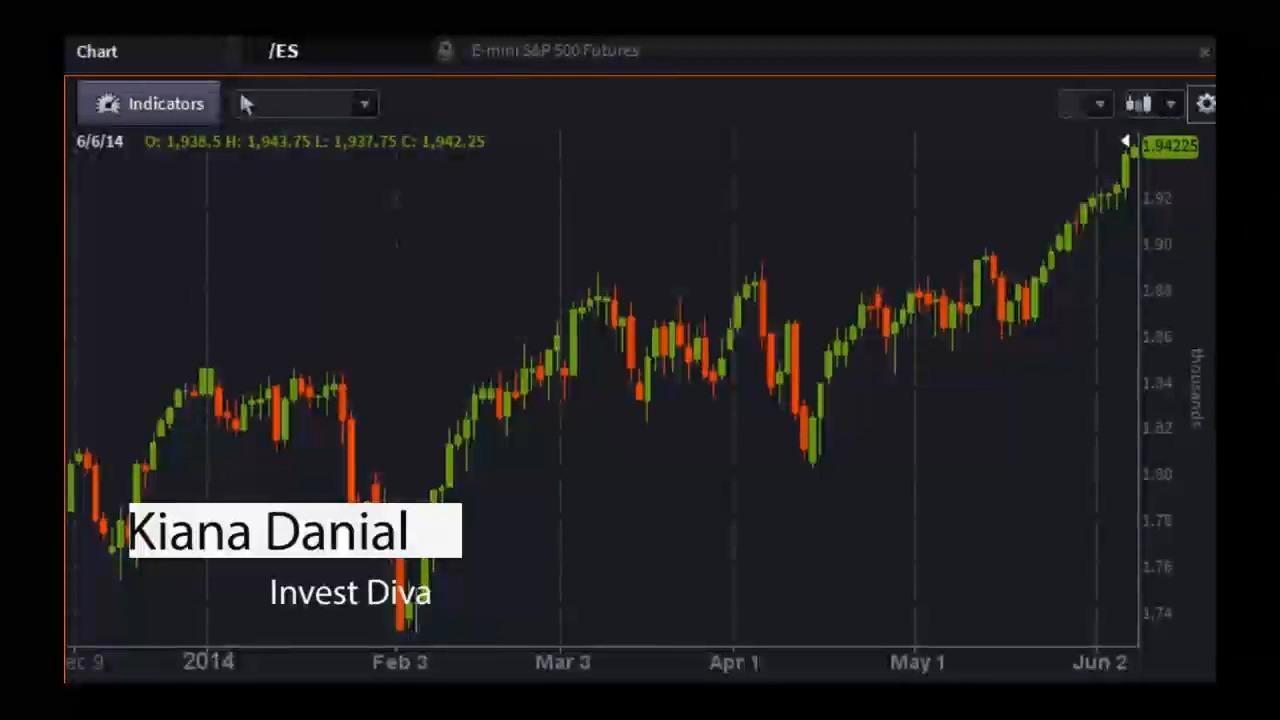 Chart /ES E-mini S&P 500 Futures
Indicators
6/6/14 O: 1,938.5 H: 1,943.75 L: 1,937.75 C: 1,942.25
1.94225
1.92
1.90
1.88
1.86
1.84
1.82
1.80
1.78
1.76
1.74
thousands
Kiana Danial
Invest Diva
ec 9 2014 Feb 3 Mar 3 Apr 1 May 1 Jun 2